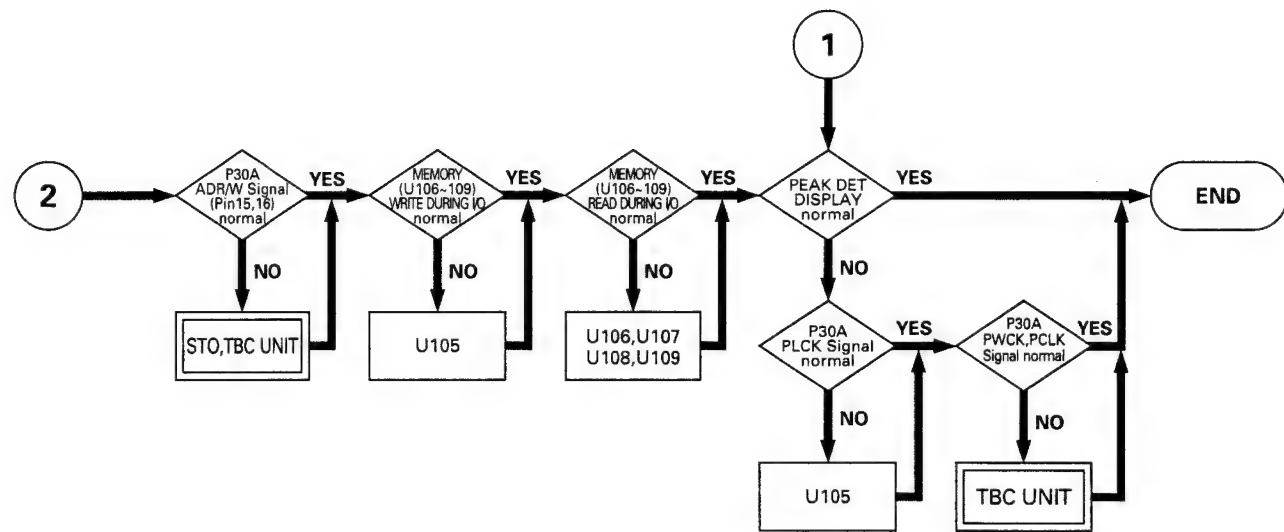 1
2
P30A
ADR/W Signal
(Pin15,16)
normal
YES
MEMORY
(U106~109)
WRITE DURING I/O
normal
YES
MEMORY
(U106~109)
READ DURING I/O
normal
YES
PEAK DET
DISPLAY
normal
YES
END
NO
NO
NO
NO
STO,TBC UNIT
U105
U106,U107
U108,U109
P30A
PLCK Signal
normal
YES
P30A
PWCK,PCLK
Signal normal
YES
NO
NO
U105
TBC UNIT